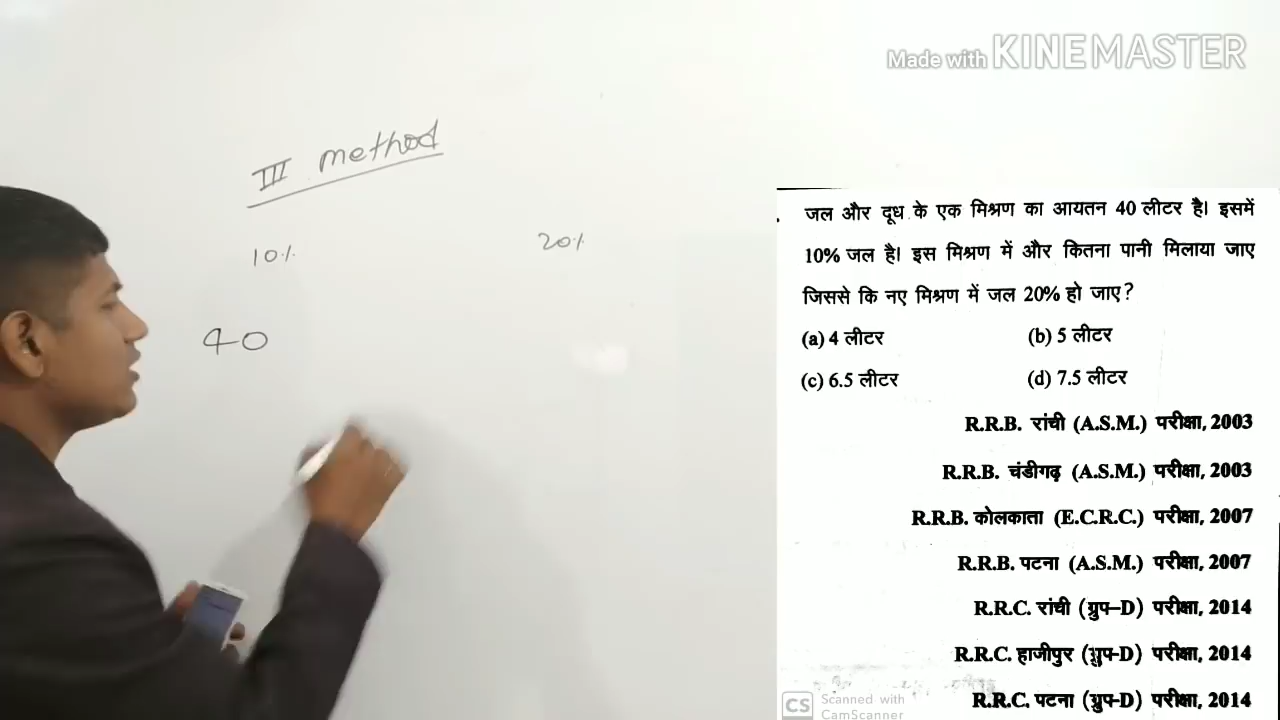 Made with KINEMASTER
III method
10%
20%
40
जल और दूध के एक मिश्रण का आयतन 40 लीटर है। इसमें
10% जल है। इस मिश्रण में और कितना पानी मिलाया जाए
जिससे कि नए मिश्रण में जल 20% हो जाए?
(a) 4 लीटर (b) 5 लीटर
(c) 6.5 लीटर (d) 7.5 लीटर
R.R.B. रांची (A.S.M.) परीक्षा, 2003
R.R.B. चंडीगढ़ (A.S.M.) परीक्षा, 2003
R.R.B. कोलकाता (E.C.R.C.) परीक्षा, 2007
R.R.B. पटना (A.S.M.) परीक्षा, 2007
R.R.C. रांची (ग्रुप-D) परीक्षा, 2014
R.R.C. हाजीपुर (ग्रुप-D) परीक्षा, 2014
R.R.C. पटना (ग्रुप-D) परीक्षा, 2014
CS Scanned with
CamScanner